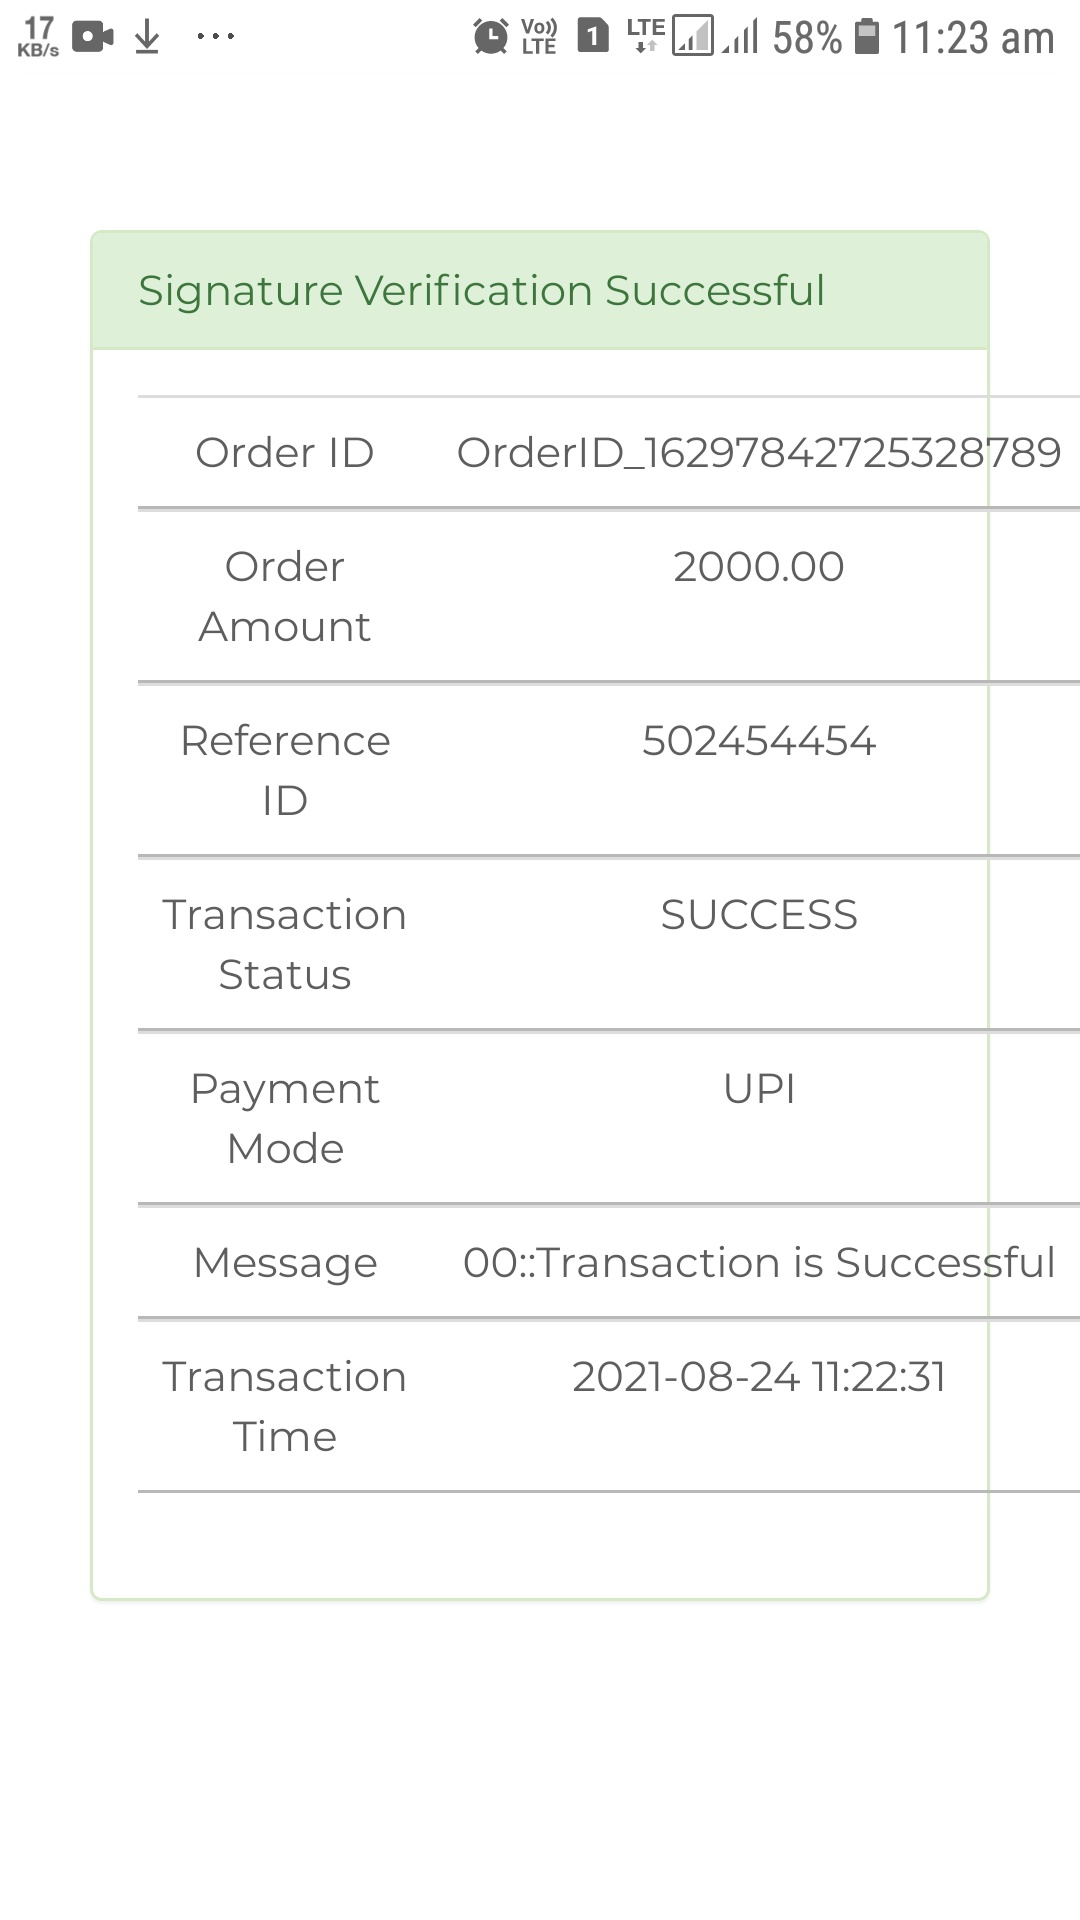 17
KB/s
Vo))
LTE
1
LTE
58%
11:23 am
Signature Verification Successful
Order ID OrderID_16297842725328789
Order 2000.00
Amount
Reference 502454454
ID
Transaction SUCCESS
Status
Payment UPI
Mode
Message 00::Transaction is Successful
Transaction 2021-08-24 11:22:31
Time